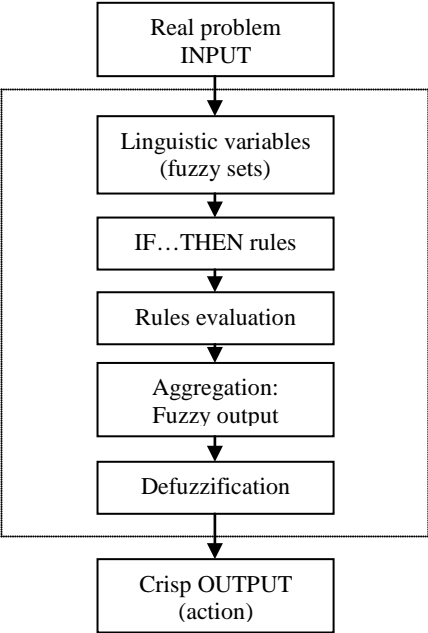 Real problem
INPUT
Linguistic variables
(fuzzy sets)
IF…THEN rules
Rules evaluation
Aggregation:
Fuzzy output
Defuzzification
Crisp OUTPUT
(action)